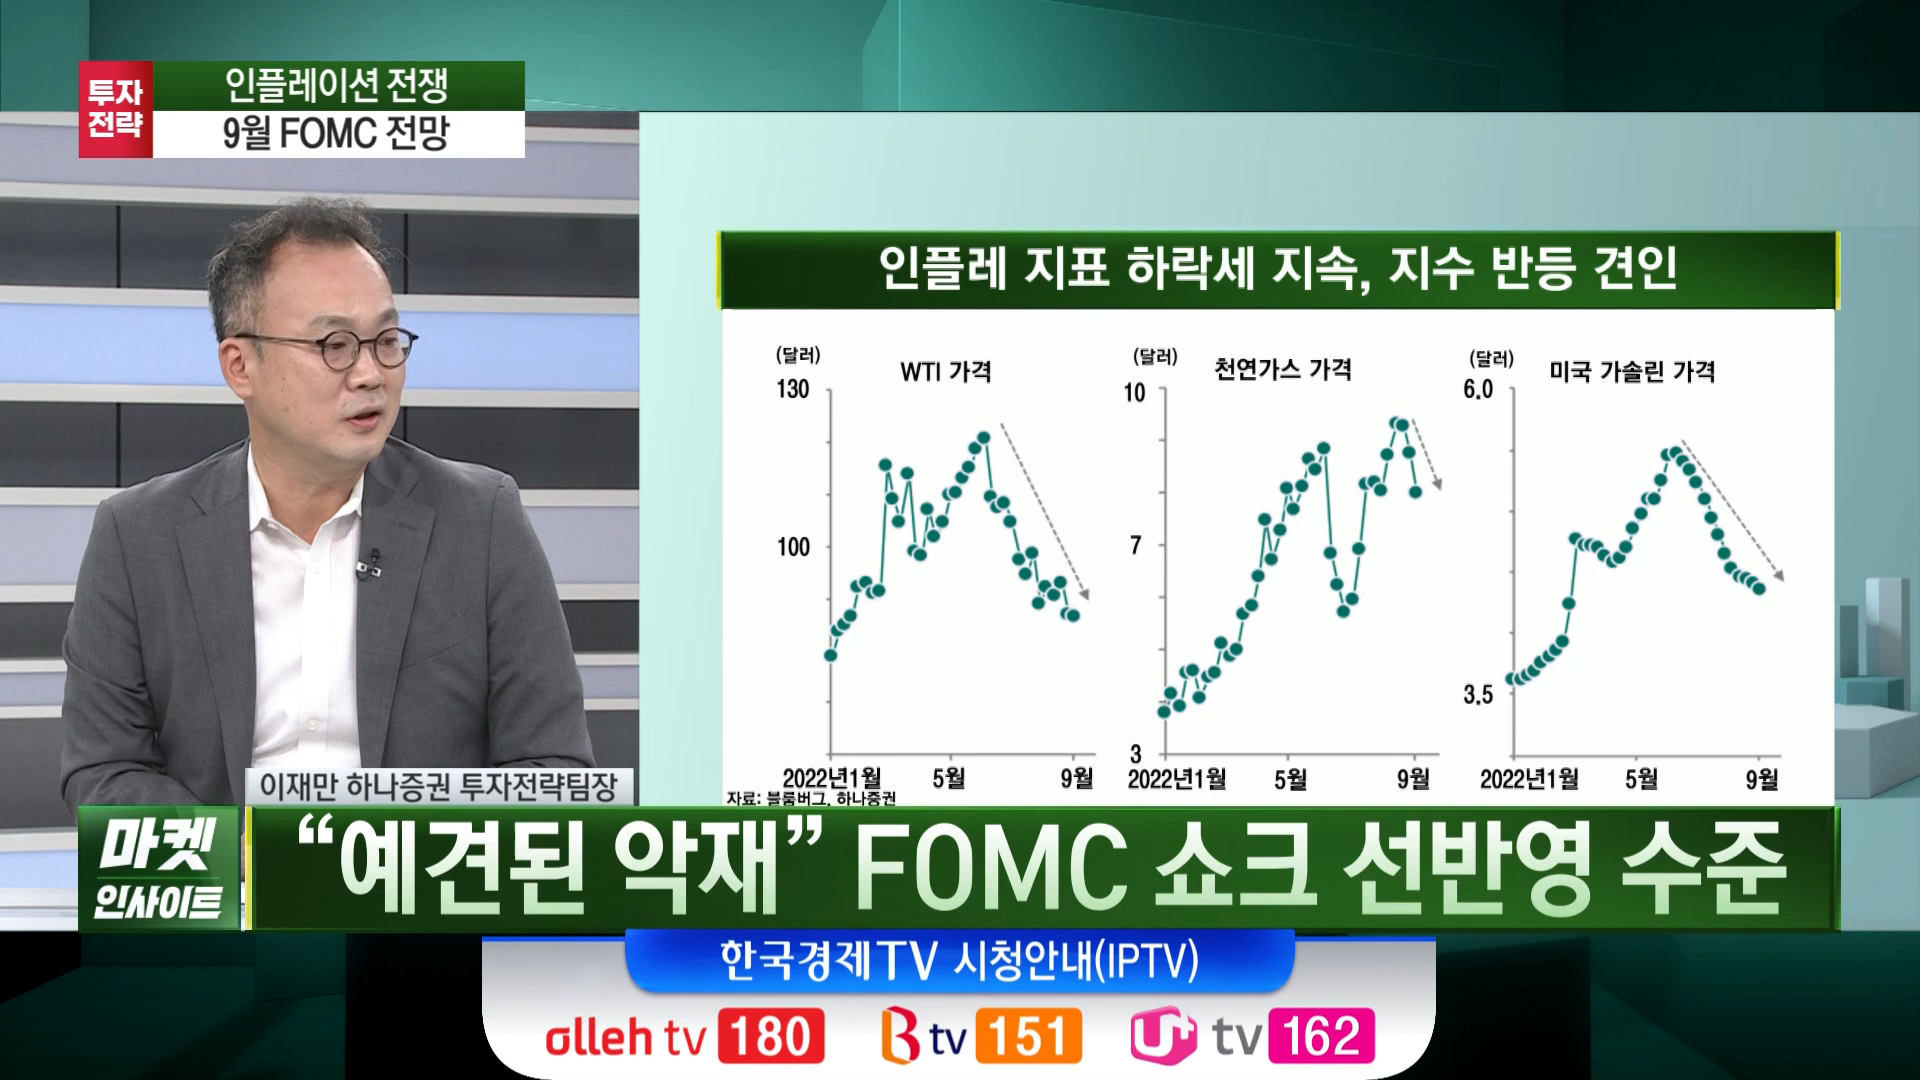 투자
전략
인플레이션 전쟁
9월 FOMC 전망
인플레 지표 하락세 지속, 지수 반등 견인
(달러)
WTI 가격
130
100
2022년1월 5월 9월
(달러)
천연가스 가격
10
7
3
2022년1월 5월 9월
(달러)
미국 가솔린 가격
6.0
3.5
2022년1월 5월 9월
자료: 블룸버그, 하나증권
이재만 하나증권 투자전략팀장
마켓
인사이트
“예견된 악재” FOMC 쇼크 선반영 수준
한국경제TV 시청안내(IPTV)
olleh tv 180 B tv 151 U+ tv 162